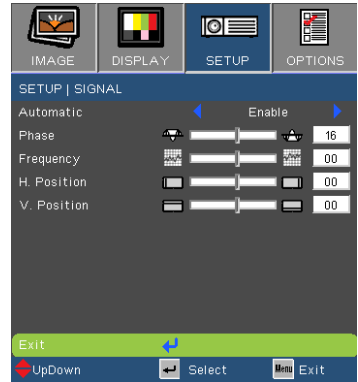 IMAGE DISPLAY SETUP OPTIONS
SETUP | SIGNAL
Automatic Enable
Phase 16
Frequency 00
H. Position 00
V. Position 00
Exit
UpDown Select Menu Exit